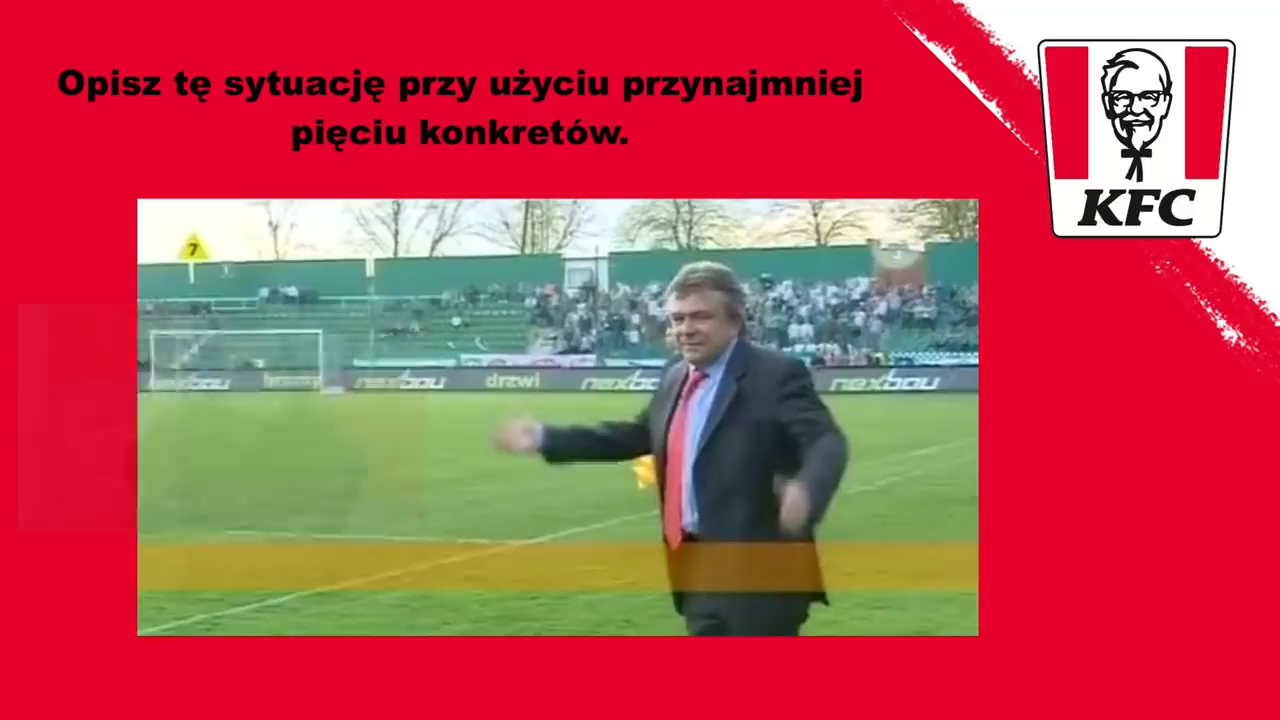 Opisz tę sytuację przy użyciu przynajmniej
pięciu konkretów.
KFC
7
nexbau
nexbau
drzwi
nexbau